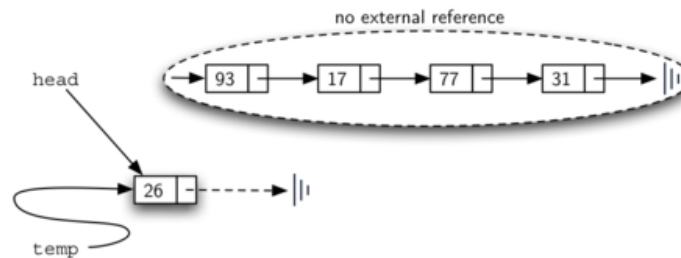 no external reference
93 17 77 31
head
26
temp